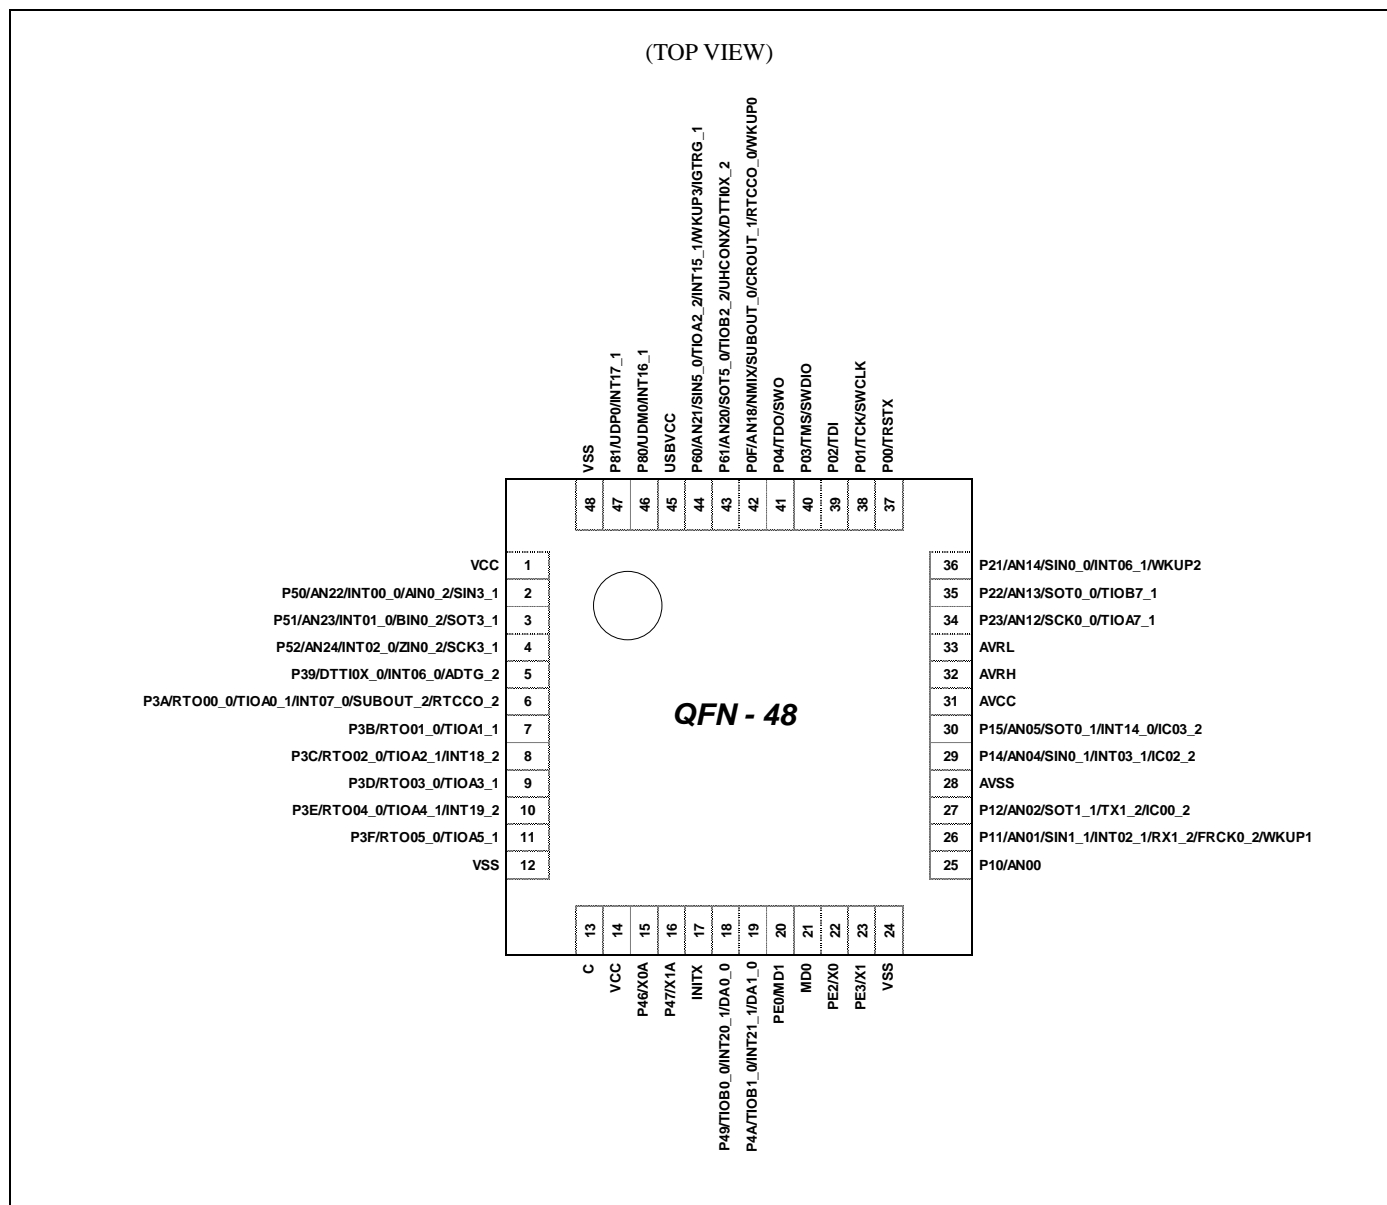 (TOP VIEW)
VSS
P81/UDP0/INT17_1
P80/UDM0/INT16_1
USBVCC
P60/AN21/SIN5_0/TIOA2_2/INT15_1/WKUP3/IGTRG_1
P61/AN20/SOT5_0/TIOB2_2/UHCONX/DTTI0X_2
P0F/AN18/NMIX/SUBOUT_0/CROUT_1/RTCCO_0/WKUP0
P04/TDO/SWO
P03/TMS/SWDIO
P02/TDI
P01/TCK/SWCLK
P00/TRSTX
48 47 46 45 44 43 42 41 40 39 38 37
VCC 1
P50/AN22/INT00_0/AIN0_2/SIN3_1 2
P51/AN23/INT01_0/BIN0_2/SOT3_1 3
P52/AN24/INT02_0/ZIN0_2/SCK3_1 4
P39/DTTI0X_0/INT06_0/ADTG_2 5
P3A/RTO00_0/TIOA0_1/INT07_0/SUBOUT_2/RTCCO_2 6
P3B/RTO01_0/TIOA1_1 7
P3C/RTO02_0/TIOA2_1/INT18_2 8
P3D/RTO03_0/TIOA3_1 9
P3E/RTO04_0/TIOA4_1/INT19_2 10
P3F/RTO05_0/TIOA5_1 11
VSS 12
QFN - 48
36 P21/AN14/SIN0_0/INT06_1/WKUP2
35 P22/AN13/SOT0_0/TIOB7_1
34 P23/AN12/SCK0_0/TIOA7_1
33 AVRL
32 AVRH
31 AVCC
30 P15/AN05/SOT0_1/INT14_0/IC03_2
29 P14/AN04/SIN0_1/INT03_1/IC02_2
28 AVSS
27 P12/AN02/SOT1_1/TX1_2/IC00_2
26 P11/AN01/SIN1_1/INT02_1/RX1_2/FRCK0_2/WKUP1
25 P10/AN00
13 14 15 16 17 18 19 20 21 22 23 24
C
VCC
P46/X0A
P47/X1A
INITX
P49/TIOB0_0/INT20_1/DA0_0
P4A/TIOB1_0/INT21_1/DA1_0
PE0/MD1
MD0
PE2/X0
PE3/X1
VSS